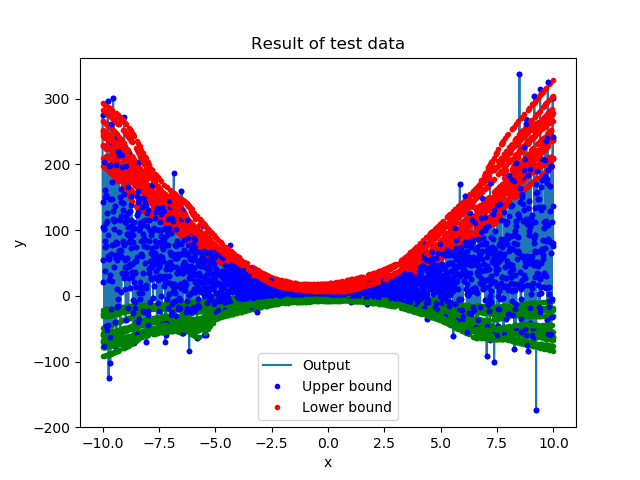 Result of test data
300
200
100
0
−100
−200
y
−10.0
−7.5
−5.0
−2.5
0.0
2.5
5.0
7.5
10.0
x
Output
Upper bound
Lower bound